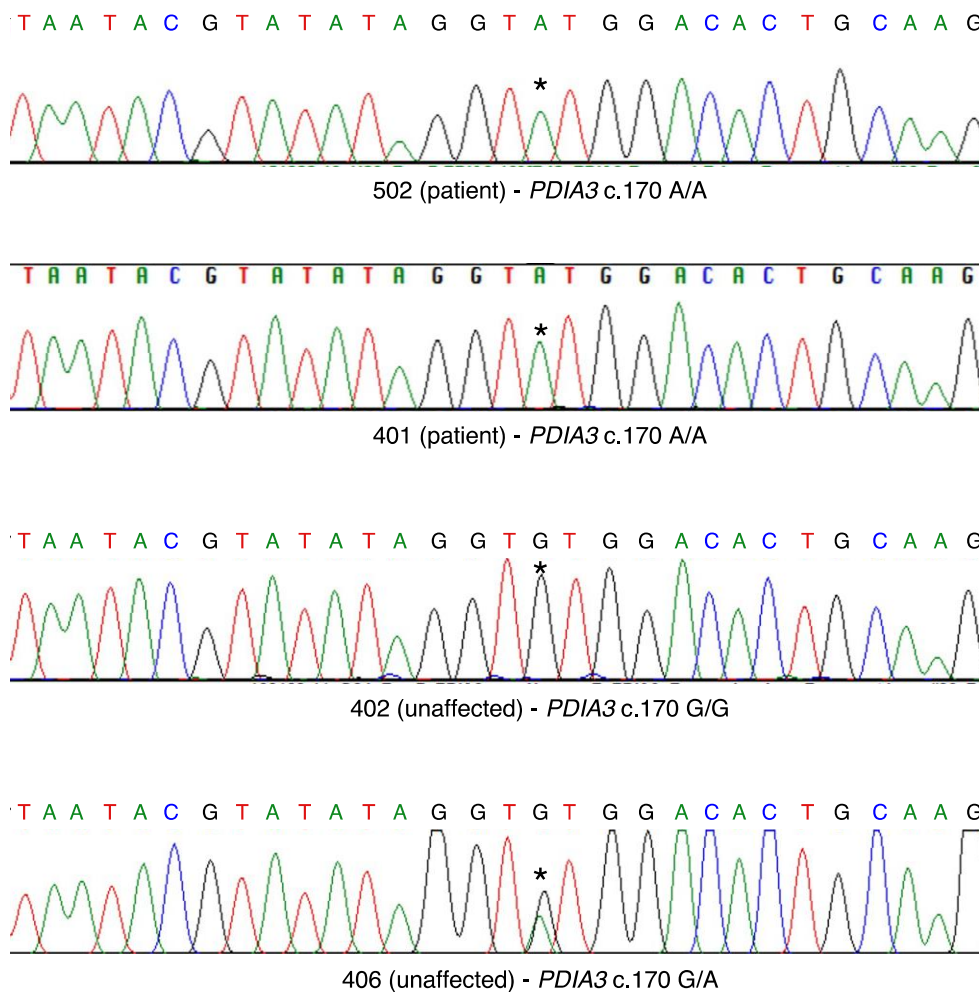 T A A T A C G T A T A T A G G T A T G G A C A C T G C A A G
*
502 (patient) - PDIA3 c.170 A/A
T A A T A C G T A T A T A G G T A T G G A C A C T G C A A G
*
401 (patient) - PDIA3 c.170 A/A
T A A T A C G T A T A T A G G T G T G G A C A C T G C A A G
*
402 (unaffected) - PDIA3 c.170 G/G
T A A T A C G T A T A T A G G T G T G G A C A C T G C A A G
*
406 (unaffected) - PDIA3 c.170 G/A